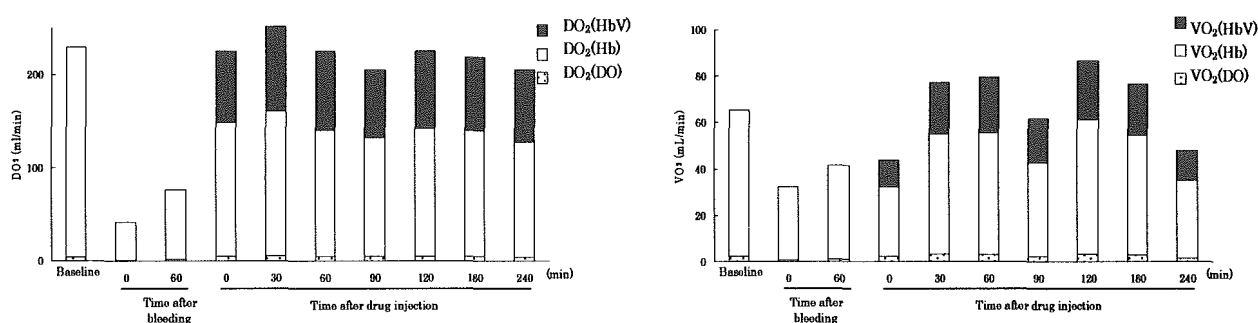 DO₂(HbV)
DO₂(Hb)
DO₂(DO)
200
100
0
DO² (ml/min)
Baseline 0 60 0 30 60 90 120 180 240 (min)
Time after bleeding
Time after drug injection
VO₂(HbV)
VO₂(Hb)
VO₂(DO)
100
80
60
40
20
0
VO² (mL/min)
Baseline 0 60 0 30 60 90 120 180 240 (min)
Time after bleeding
Time after drug injection